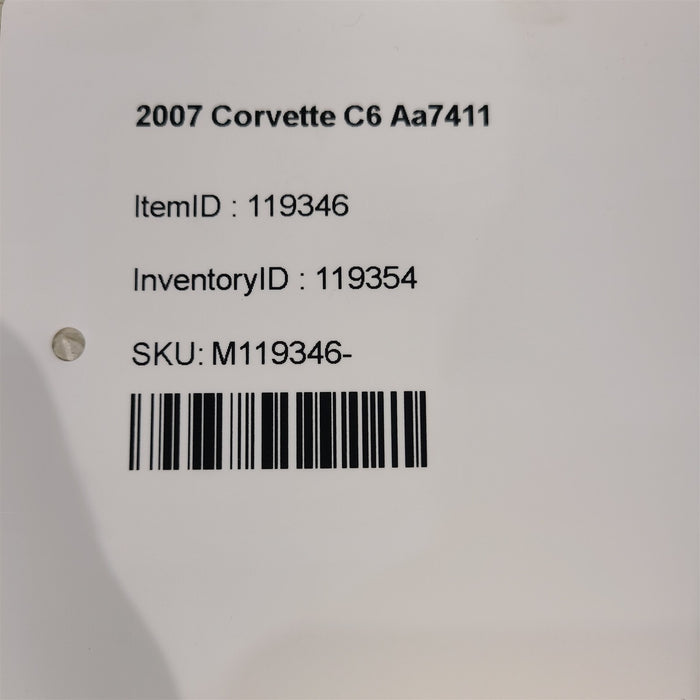 2007 Corvette C6 Aa7411
ItemID : 119346
InventoryID : 119354
SKU: M119346-